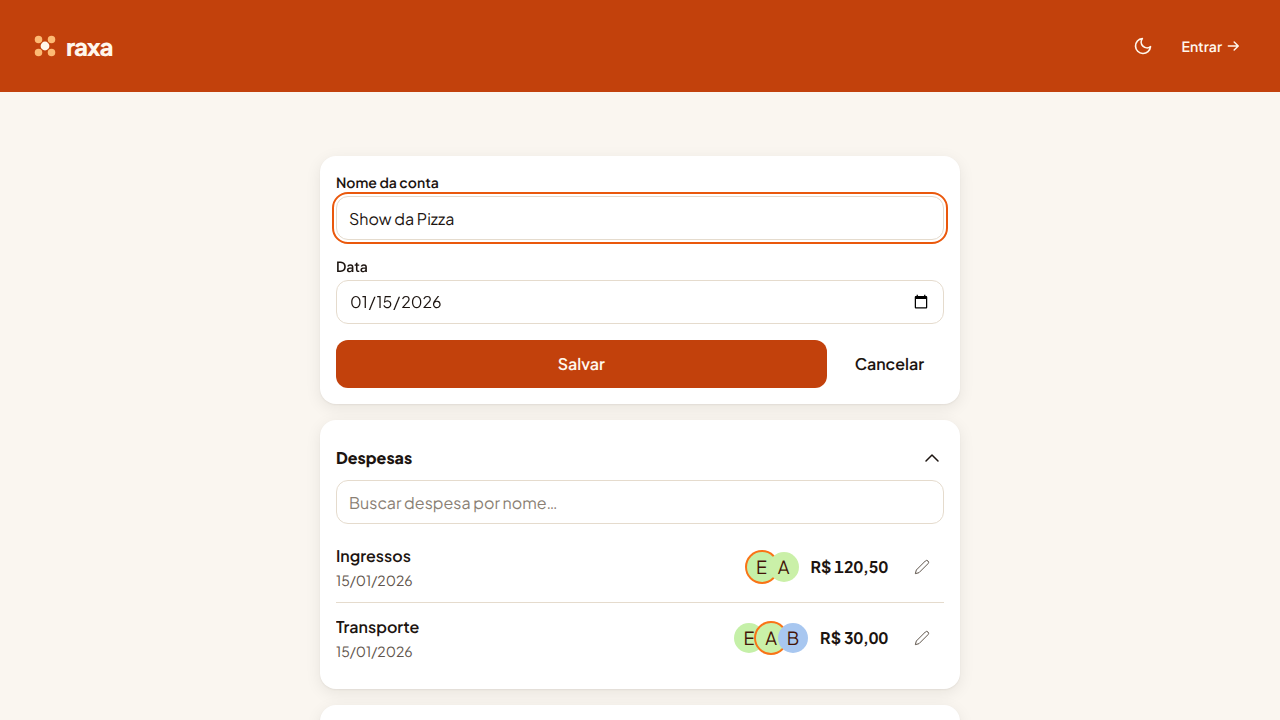 raxa
Entrar →
Nome da conta
Show da Pizza
Data
01/15/2026
Salvar
Cancelar
Despesas
Buscar despesa por nome...
Ingressos
15/01/2026
E A
R$ 120,50
Transporte
15/01/2026
E A B
R$ 30,00